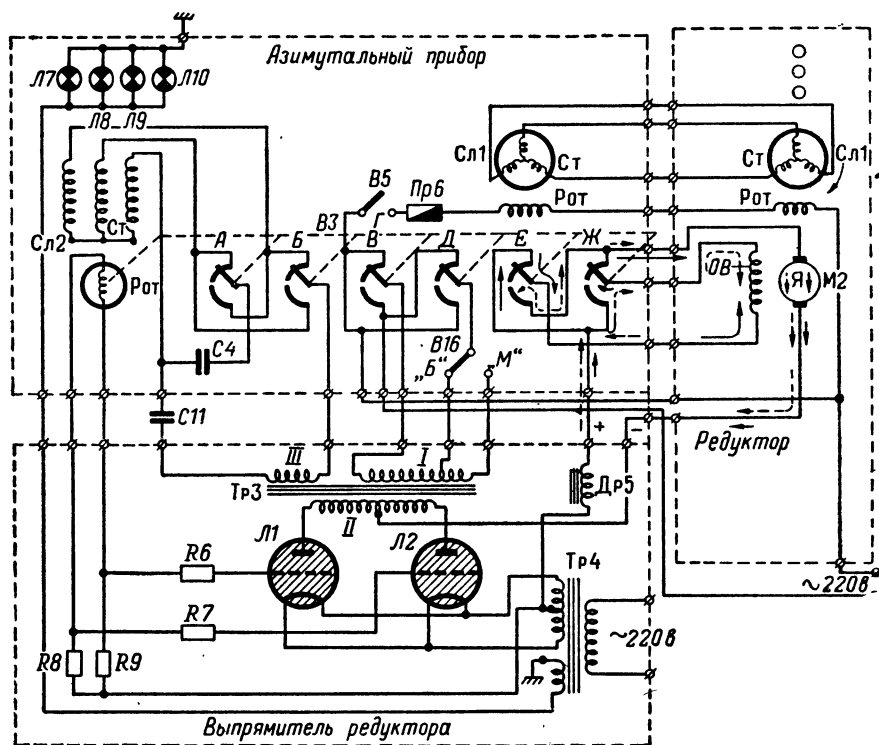 Азимутальный прибор
Л7
Л8
Л9
Л10
Сл1
Ст
Ст
Сл1
В5
Пр6
Г
Рот
Рот
Ст
Сл2
А
Б
В3
В
Д
Е
Ж
Рот
ОВ
Я
М2
С4
В16
„Б“
„М“
С11
+
−
Редуктор
III
I
Тр3
Др5
II
Л1
Л2
Тр4
R6
~220в
R7
~220в
R8
R9
Выпрямитель редуктора